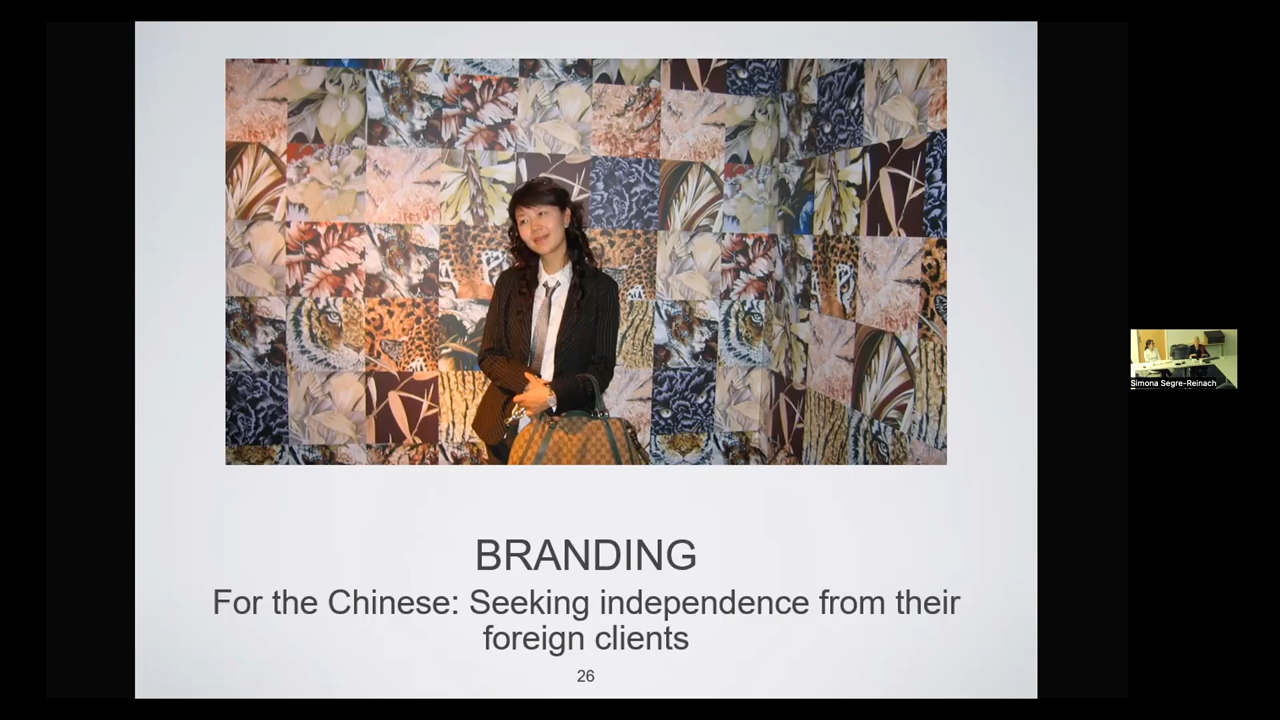 BRANDING
For the Chinese: Seeking independence from their
foreign clients
26
Simona Segre-Reinach